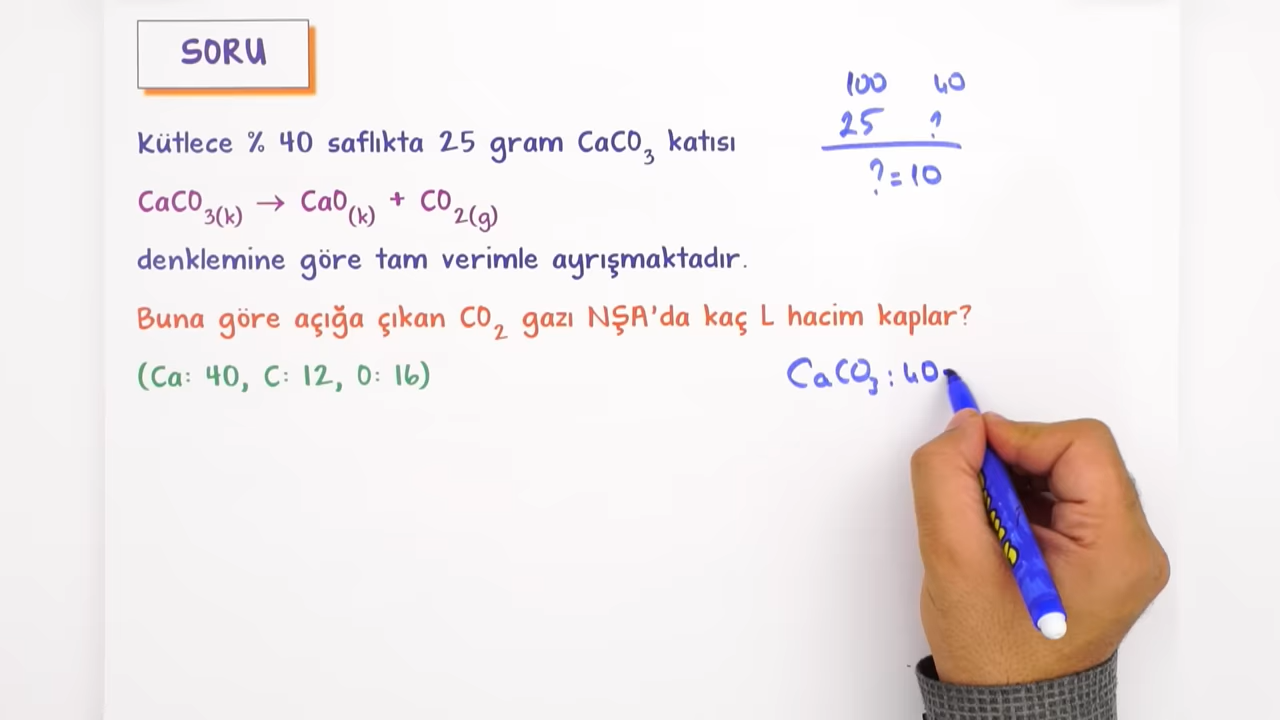 SORU
Kütlece % 40 saflıkta 25 gram CaCO₃ katısı
CaCO₃(k) → CaO(k) + CO₂(g)
denklemine göre tam verimle ayrışmaktadır.
Buna göre açığa çıkan CO₂ gazı NŞA'da kaç L hacim kaplar?
(Ca: 40, C: 12, O: 16)
100 40
25 ?
? = 10
CaCO₃ : 40